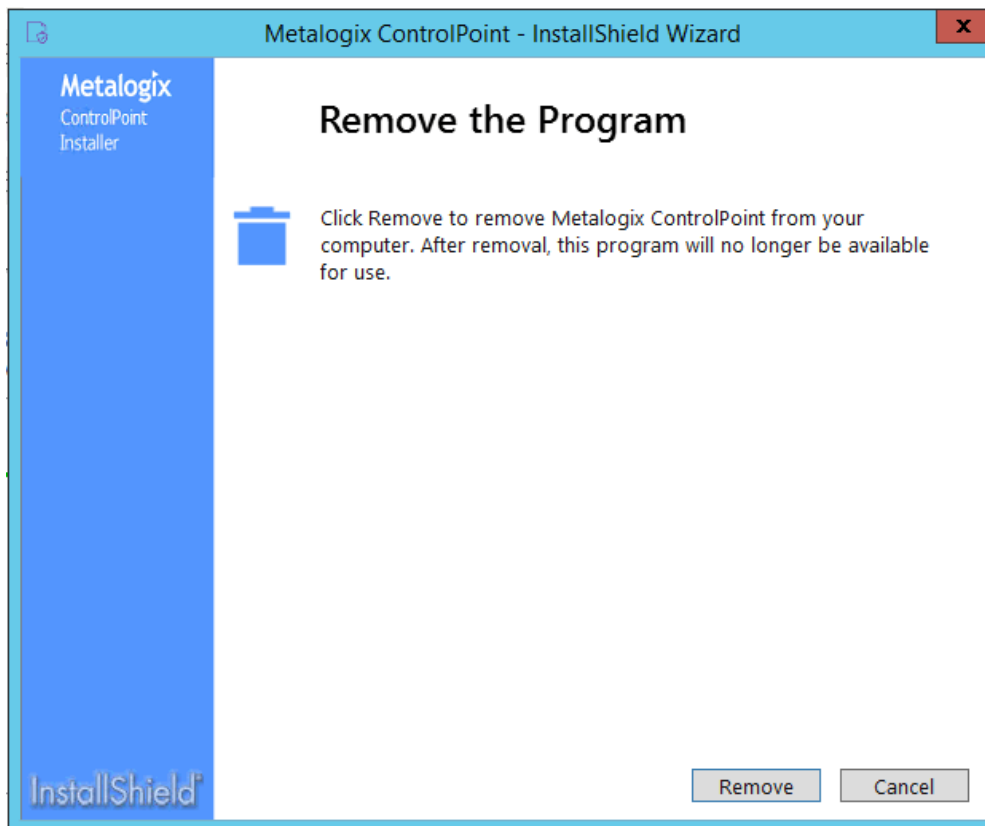 Metalogix ControlPoint - InstallShield Wizard
x
Metalogix
ControlPoint
Installer
Remove the Program
Click Remove to remove Metalogix ControlPoint from your
computer. After removal, this program will no longer be available
for use.
InstallShield®
Remove
Cancel